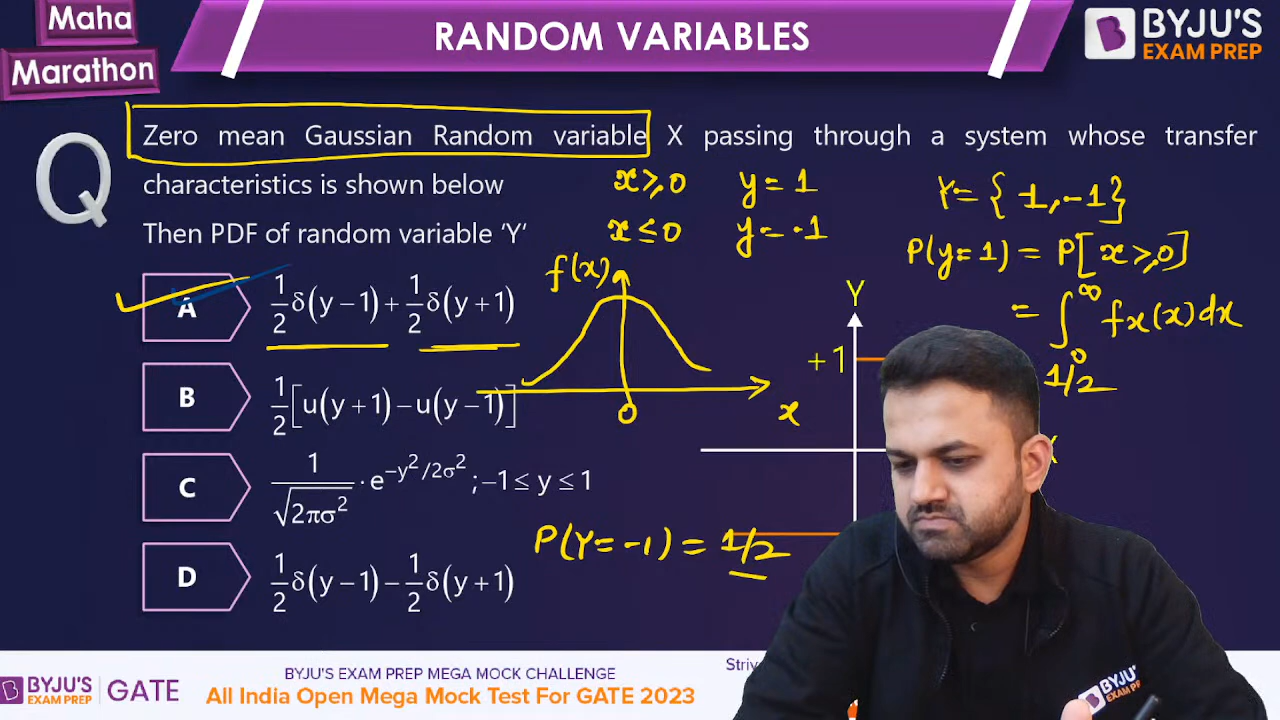 Maha
Marathon
RANDOM VARIABLES
BYJU'S
EXAM PREP
Q
Zero mean Gaussian Random variable X passing through a system whose transfer
characteristics is shown below
Then PDF of random variable 'Y'
x ≥ 0 y = 1
x ≤ 0 y = -1
Y = { 1, -1}
P(y = 1) = P[x ≥ 0]
= ∫₀^∞ fx(x)dx
1/2
A
1/2 δ(y−1) + 1/2 δ(y+1)
B
1/2 [u(y+1) − u(y−1)]
C
1/√(2πσ²) · e^(−y²/2σ²) ; −1 ≤ y ≤ 1
D
1/2 δ(y−1) − 1/2 δ(y+1)
f(x)
0
x
Y
+1
P(Y = -1) = 1/2
BYJU'S
EXAM PREP
GATE
BYJU'S EXAM PREP MEGA MOCK CHALLENGE
All India Open Mega Mock Test For GATE 2023
BYJU'S
EXAM PREP